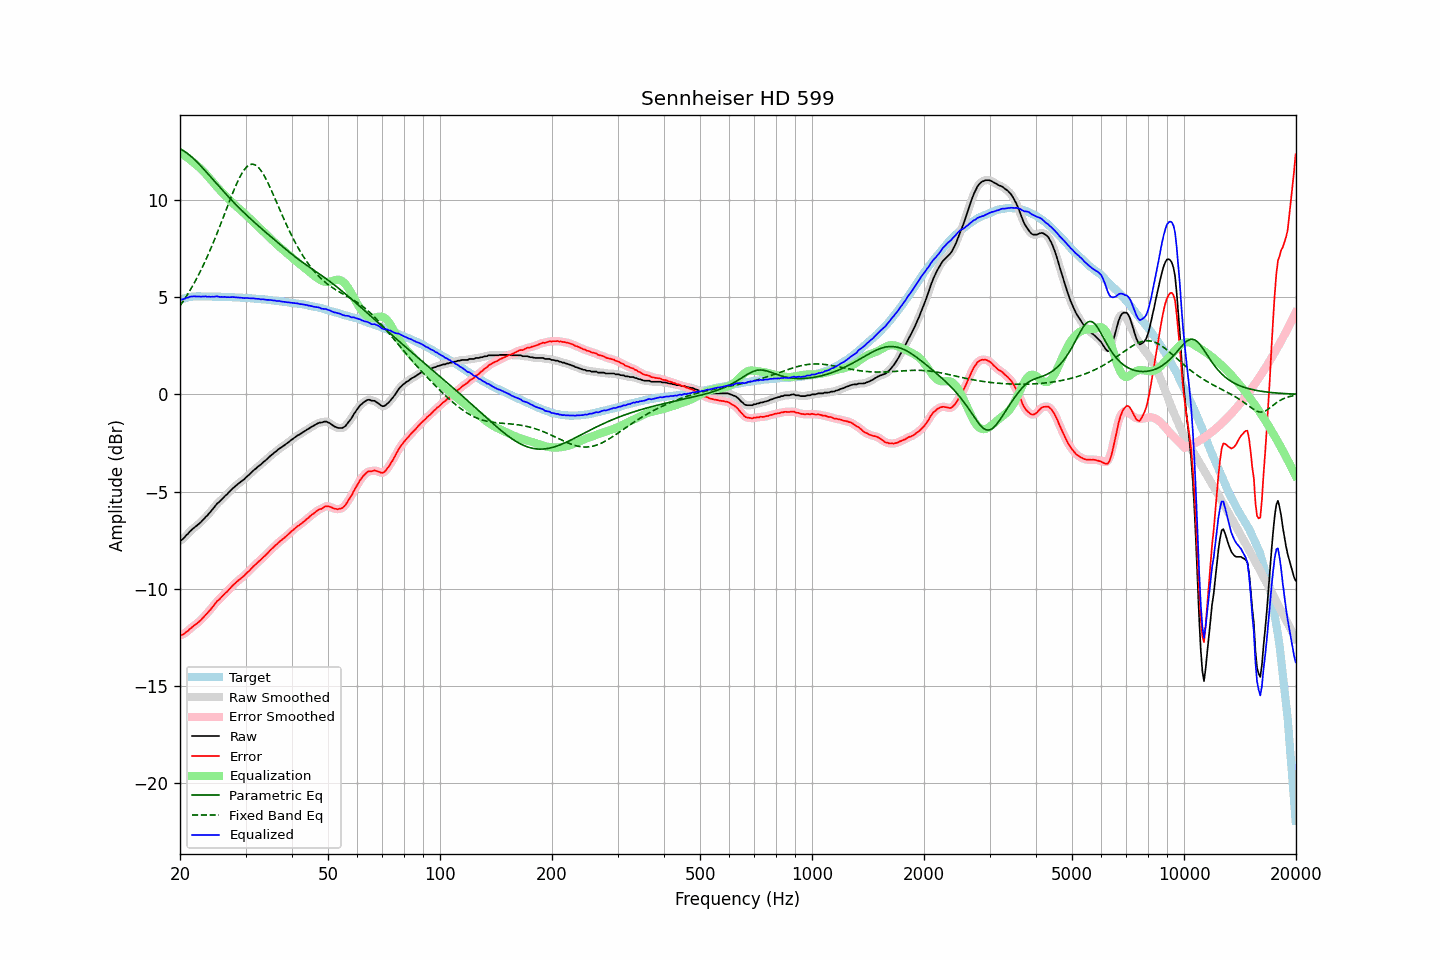 Sennheiser HD 599
Amplitude (dBr)
10
5
0
−5
−10
−15
−20
Target
Raw Smoothed
Error Smoothed
Raw
Error
Equalization
Parametric Eq
Fixed Band Eq
Equalized
20 50 100 200 500 1000 2000 5000 10000 20000
Frequency (Hz)